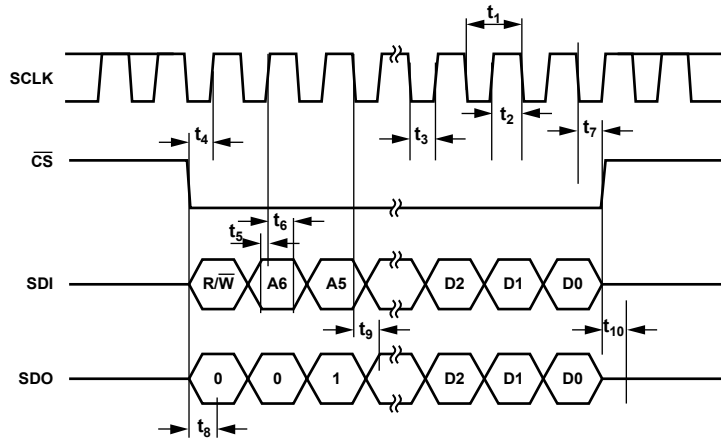 t1
SCLK
t4
t3
t2
t7
CS
t5
t6
SDI
R/W
A6
A5
D2
D1
D0
t9
t10
SDO
0
0
1
D2
D1
D0
t8